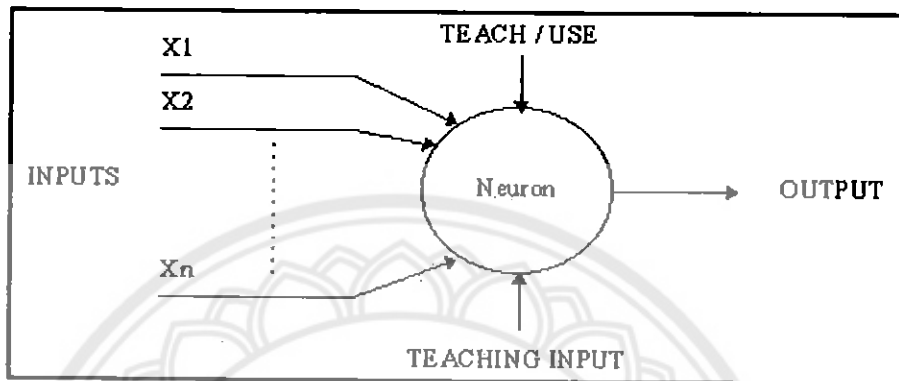 TEACH / USE
X1
X2
INPUTS
Neuron
OUTPUT
Xn
TEACHING INPUT